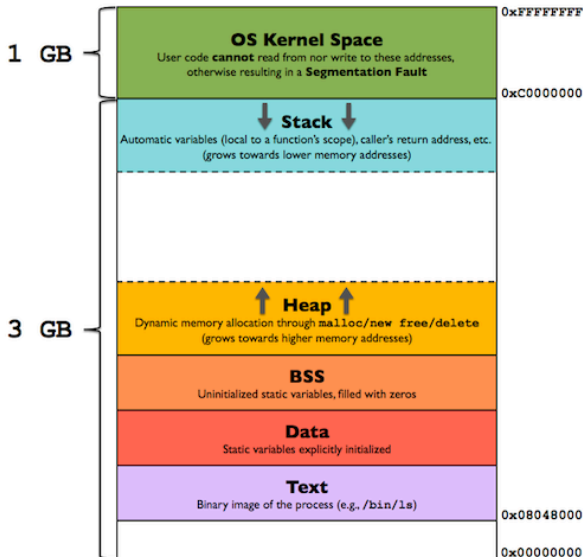 0xFFFFFFFF
OS Kernel Space
User code cannot read from nor write to these addresses,
otherwise resulting in a Segmentation Fault
1 GB
0xC0000000
Stack
Automatic variables (local to a function's scope), caller's return address, etc.
(grows towards lower memory addresses)
Heap
Dynamic memory allocation through malloc/new free/delete
(grows towards higher memory addresses)
3 GB
BSS
Uninitialized static variables, filled with zeros
Data
Static variables explicitly initialized
Text
Binary image of the process (e.g., /bin/ls)
0x08048000
0x00000000